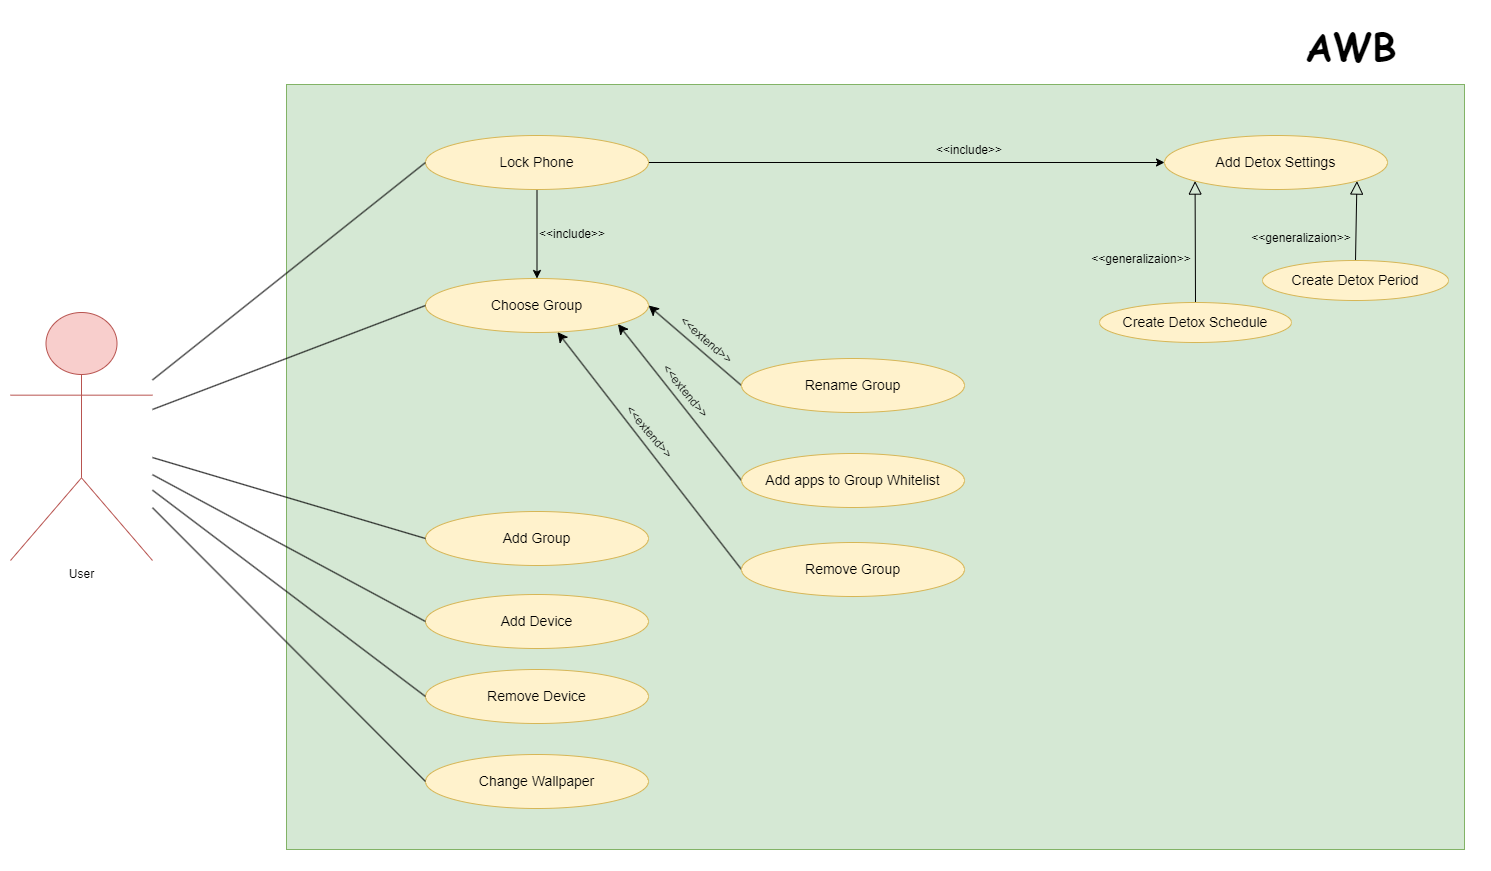 AWB
Lock Phone
<<include>>
Add Detox Settings
<<include>>
<<generalizaion>>
<<generalizaion>>
Create Detox Period
Create Detox Schedule
Choose Group
<<extend>>
<<extend>>
<<extend>>
Rename Group
Add apps to Group Whitelist
Remove Group
Add Group
User
Add Device
Remove Device
Change Wallpaper